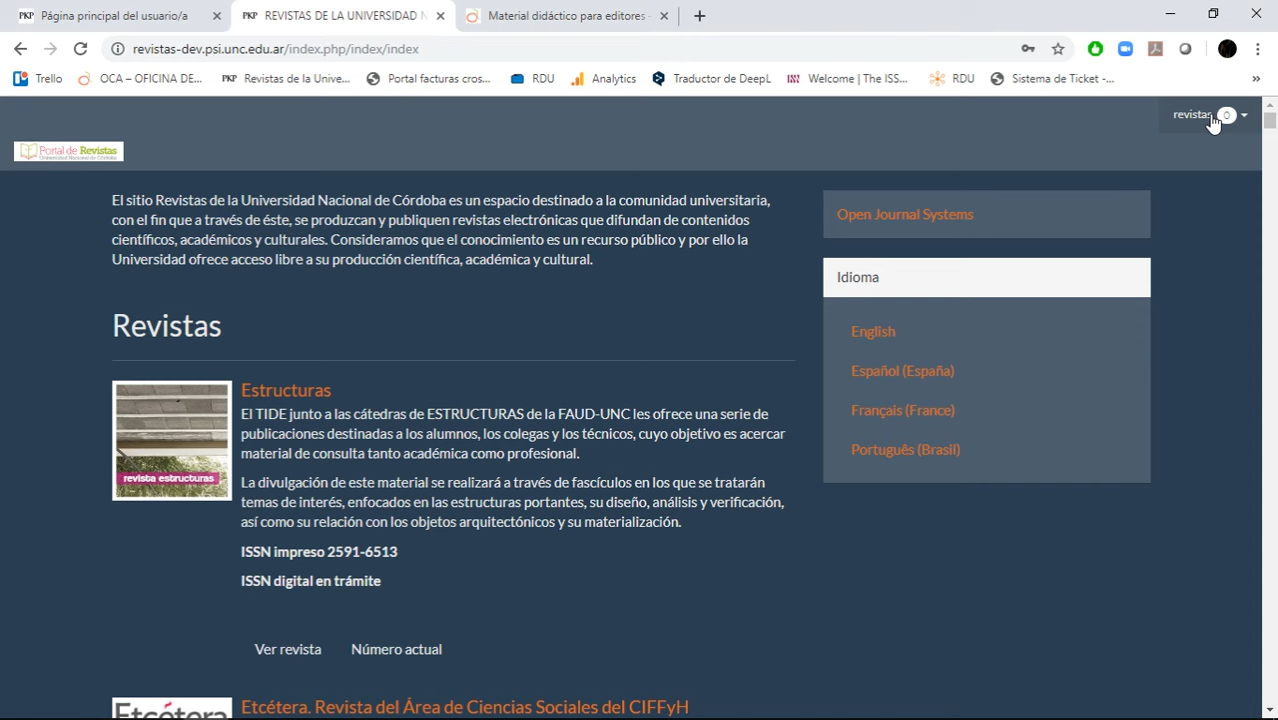 Página principal del usuario/a
REVISTAS DE LA UNIVERSIDAD N
Material didáctico para editores -
revistas-dev.psi.unc.edu.ar/index.php/index/index
Trello
OCA – OFICINA DE...
Revistas de la Unive...
Portal facturas cros...
RDU
Analytics
Traductor de DeepL
Welcome | The ISS...
RDU
Sistema de Ticket -...
revistas 0
Portal de Revistas
Universidad Nacional de Córdoba
El sitio Revistas de la Universidad Nacional de Córdoba es un espacio destinado a la comunidad universitaria,
con el fin que a través de éste, se produzcan y publiquen revistas electrónicas que difundan de contenidos
científicos, académicos y culturales. Consideramos que el conocimiento es un recurso público y por ello la
Universidad ofrece acceso libre a su producción científica, académica y cultural.
Open Journal Systems
Idioma
English
Español (España)
Français (France)
Português (Brasil)
Revistas
Estructuras
El TIDE junto a las cátedras de ESTRUCTURAS de la FAUD-UNC les ofrece una serie de
publicaciones destinadas a los alumnos, los colegas y los técnicos, cuyo objetivo es acercar
material de consulta tanto académica como profesional.
La divulgación de este material se realizará a través de fascículos en los que se tratarán
temas de interés, enfocados en las estructuras portantes, su diseño, análisis y verificación,
así como su relación con los objetos arquitectónicos y su materialización.
revista estructuras
ISSN impreso 2591-6513
ISSN digital en trámite
Ver revista
Número actual
Etcétera
Etcétera. Revista del Área de Ciencias Sociales del CIFFyH